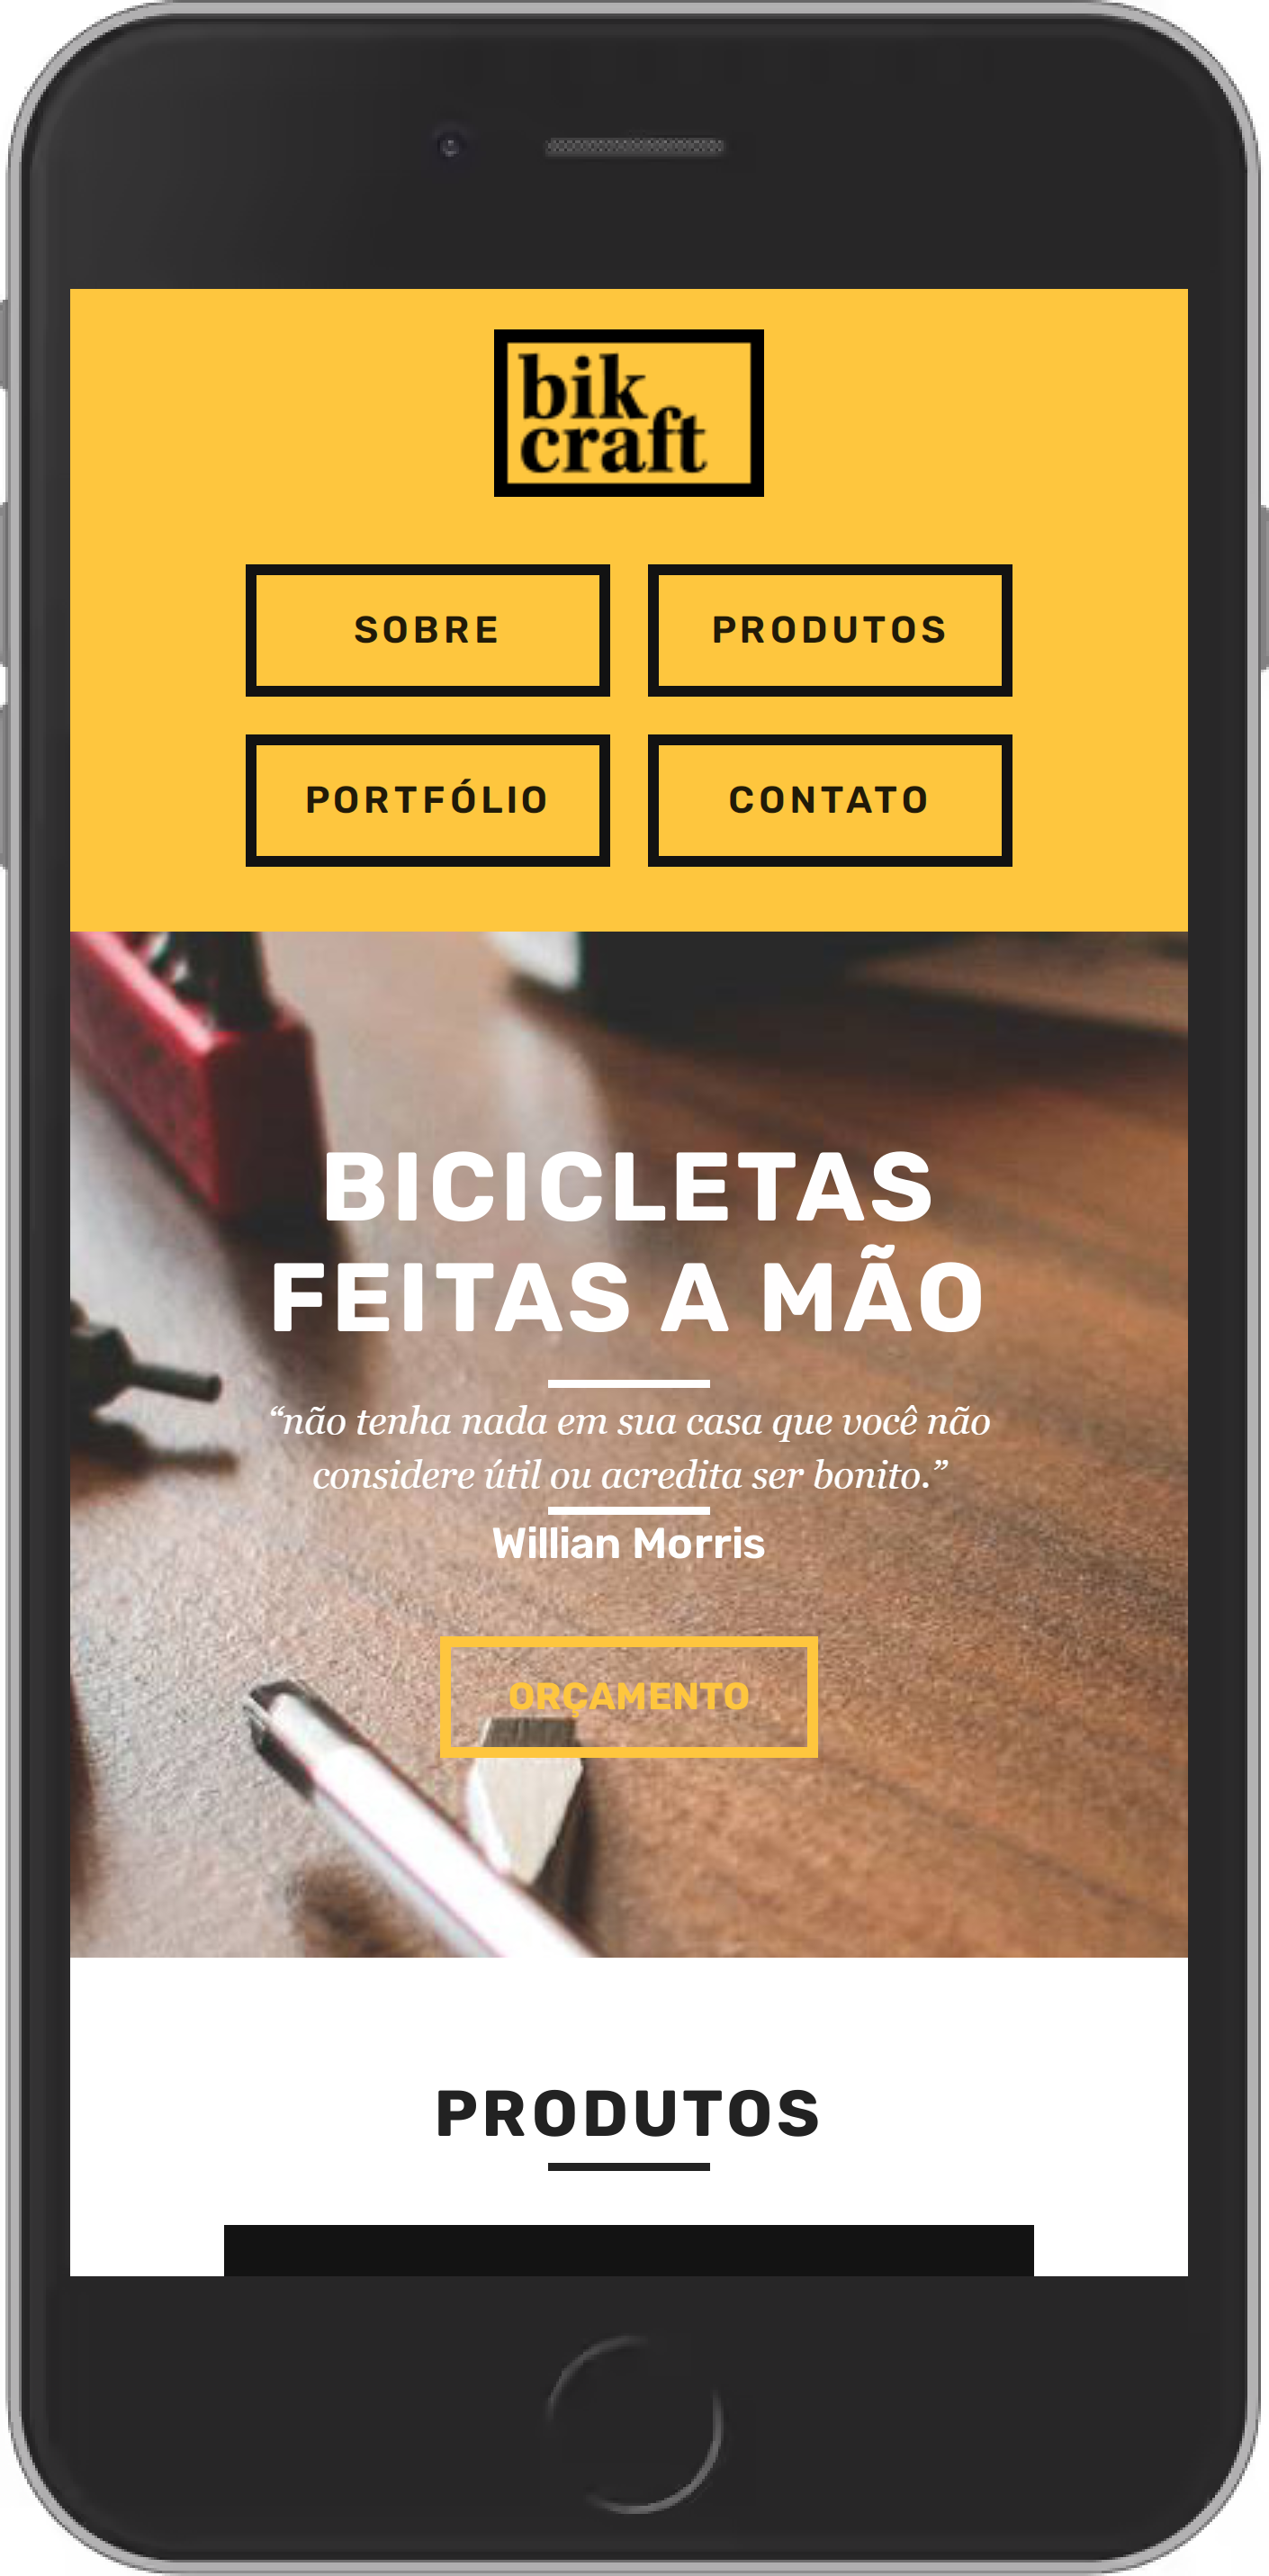 bik
craft
SOBRE
PRODUTOS
PORTFÓLIO
CONTATO
BICICLETAS
FEITAS A MÃO
“não tenha nada em sua casa que você não
considere útil ou acredita ser bonito.”
Willian Morris
ORÇAMENTO
PRODUTOS